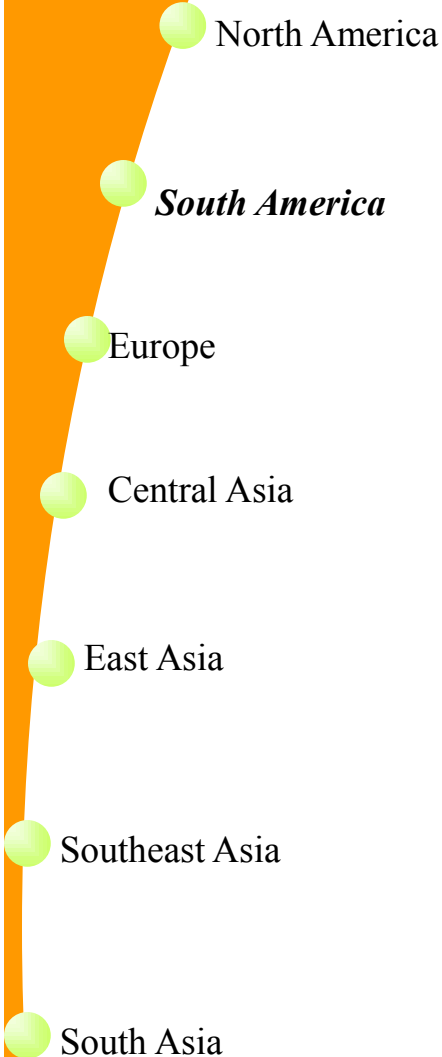 North America
South America
Europe
Central Asia
East Asia
Southeast Asia
South Asia